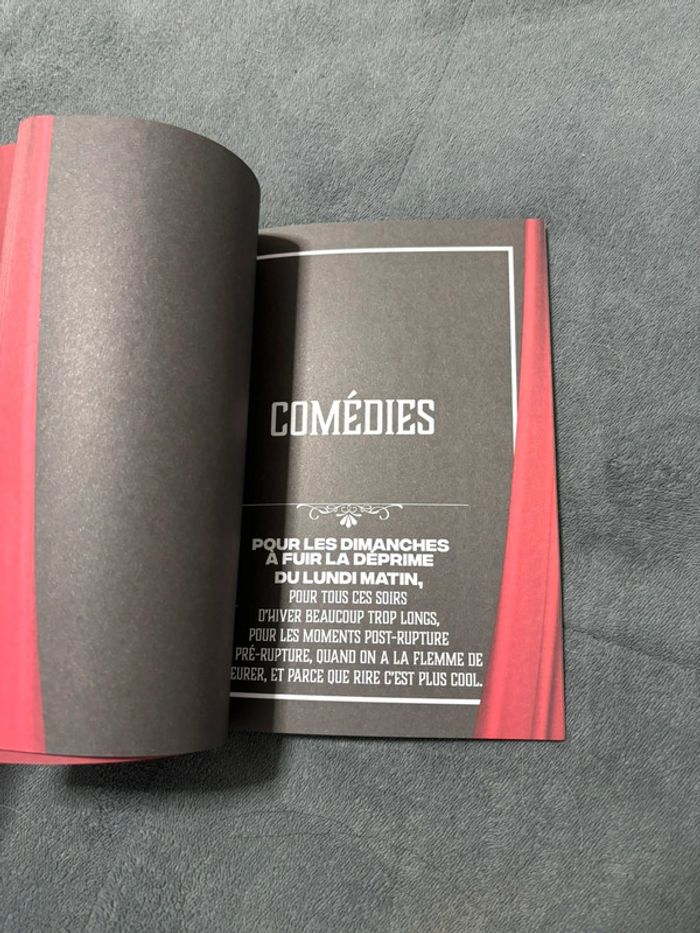 COMÉDIES
POUR LES DIMANCHES
À FUIR LA DÉPRIME
DU LUNDI MATIN,
POUR TOUS CES SOIRS
D'HIVER BEAUCOUP TROP LONGS,
POUR LES MOMENTS POST-RUPTURE
PRÉ-RUPTURE, QUAND ON A LA FLEMME DE
EURER, ET PARCE QUE RIRE C'EST PLUS COOL.